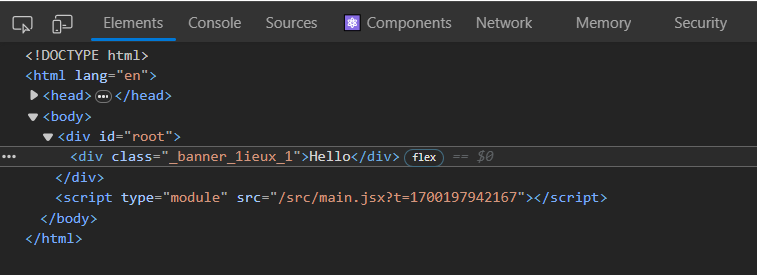 Elements Console Sources Components Network Memory Security
<!DOCTYPE html>
<html lang="en">
<head>…</head>
<body>
<div id="root">
<div class="_banner_1ieux_1">Hello</div> flex == $0
</div>
<script type="module" src="/src/main.jsx?t=1700197942167"></script>
</body>
</html>